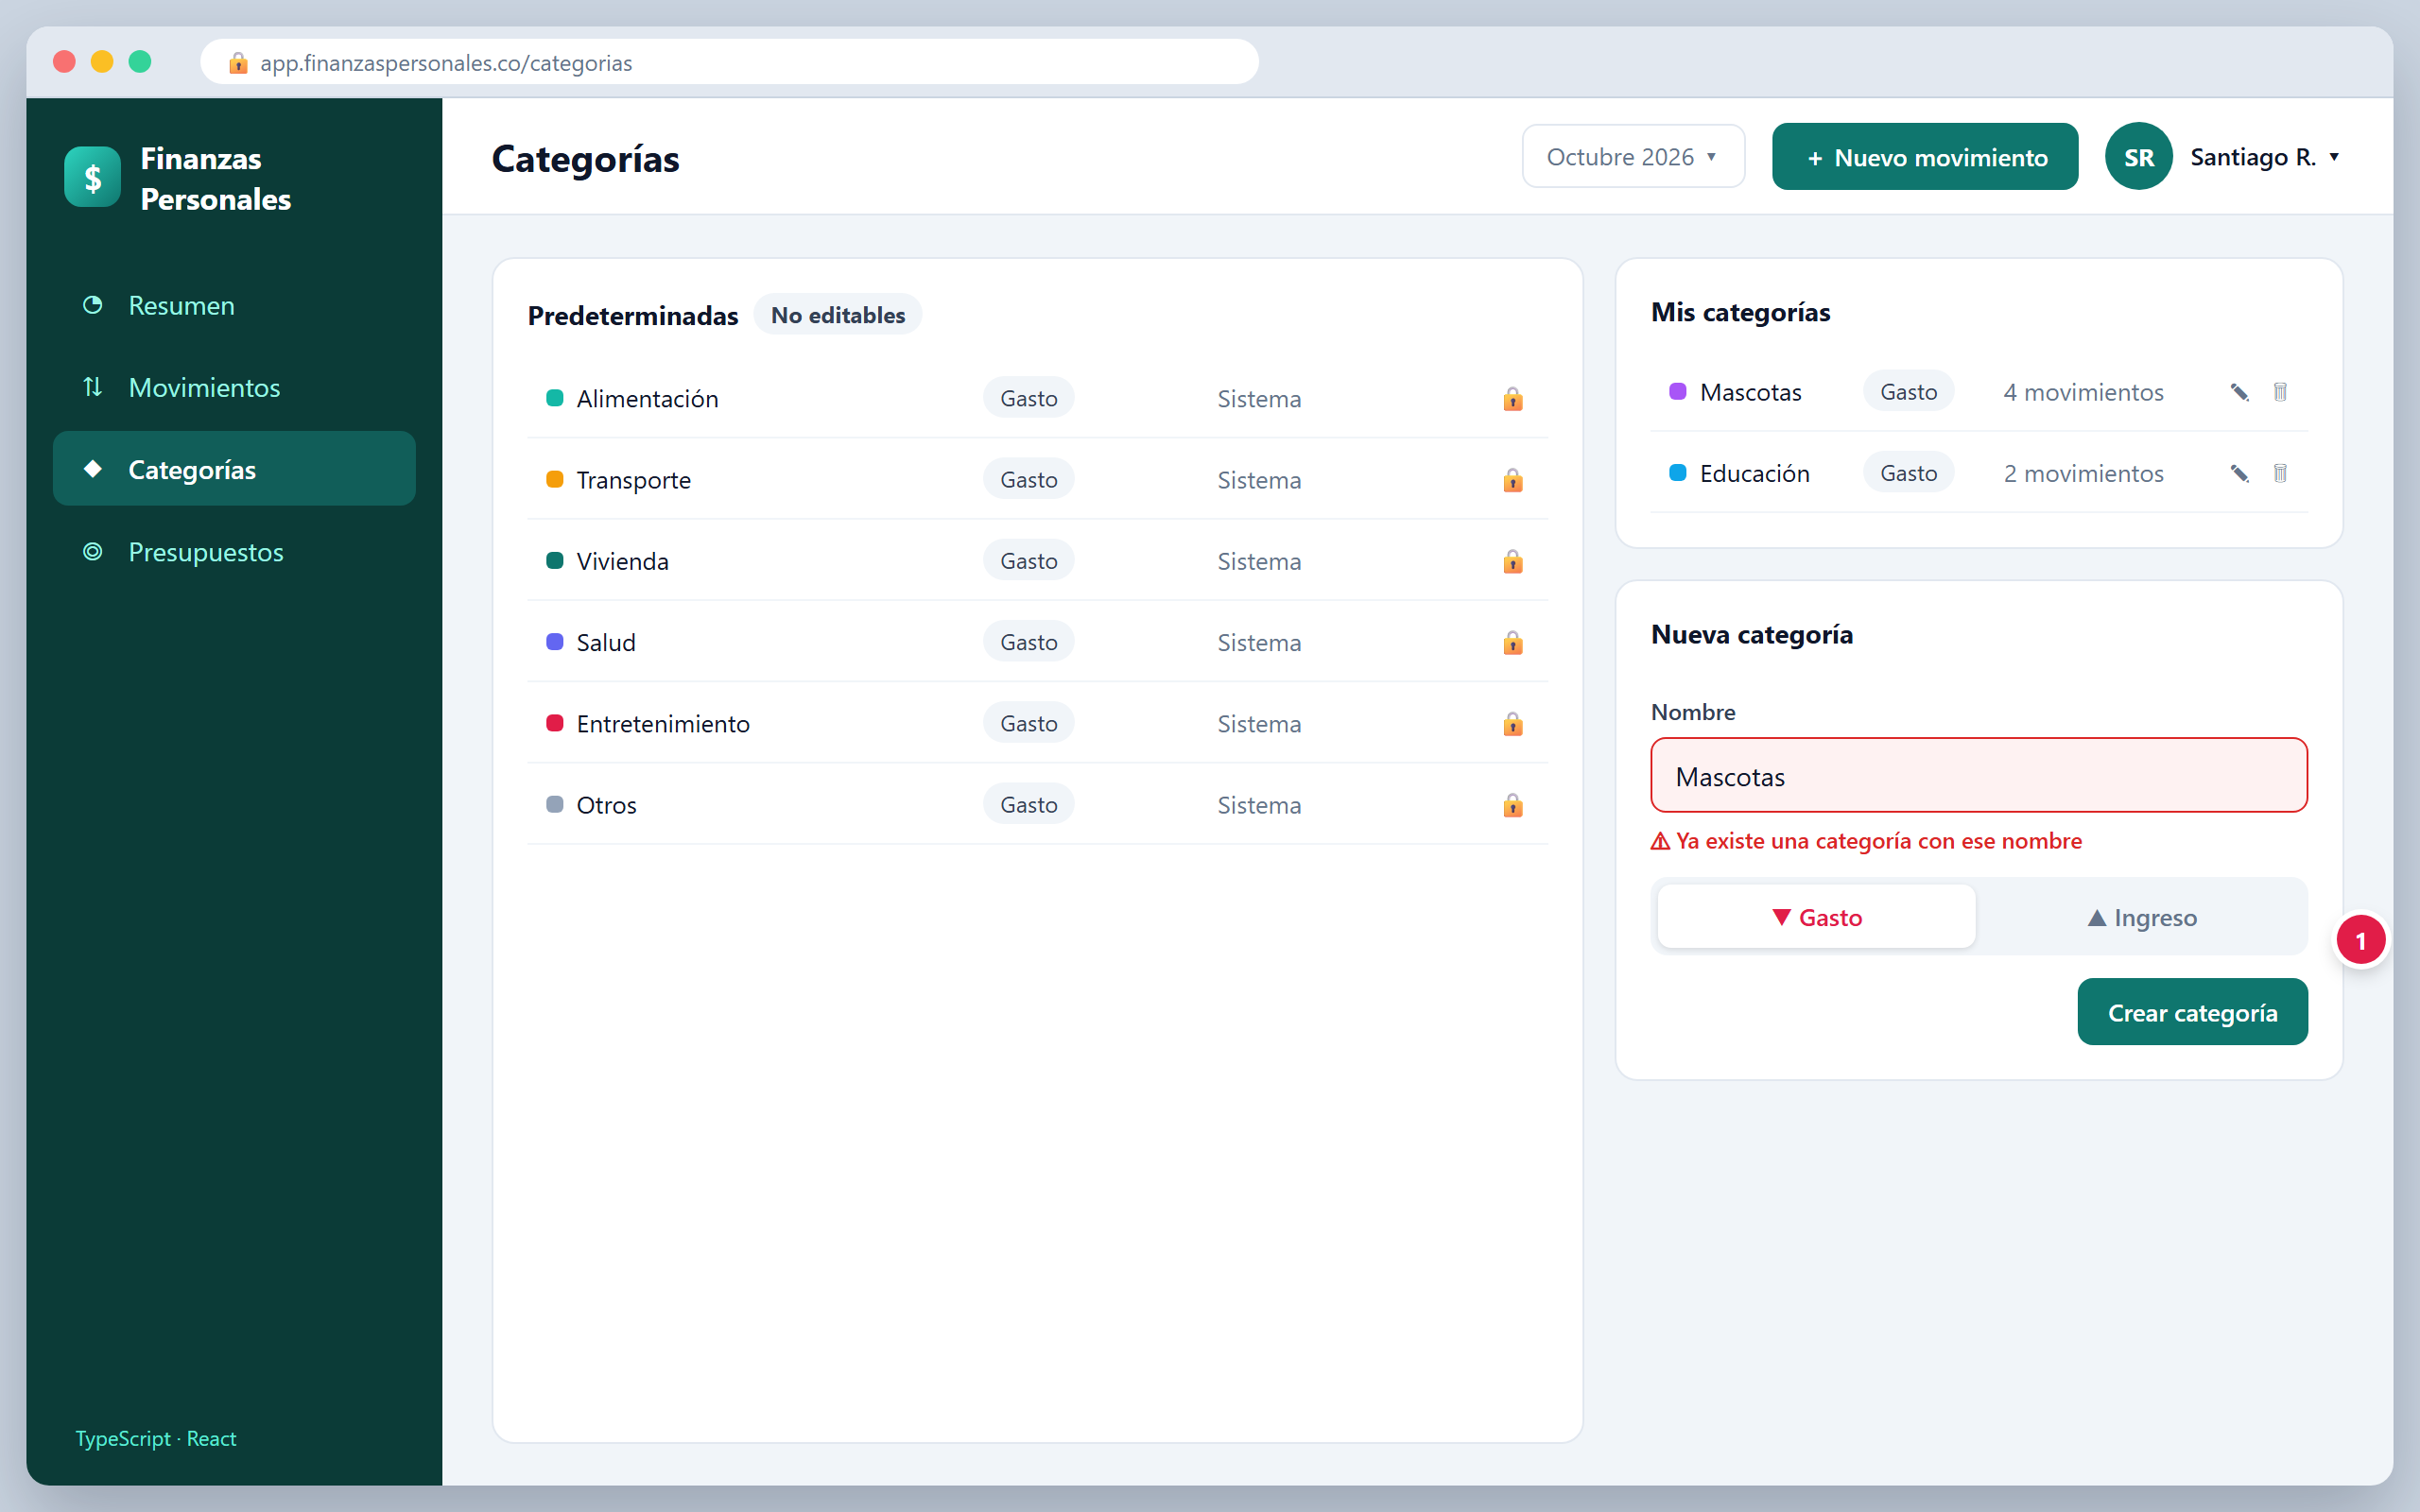 app.finanzaspersonales.co/categorias
$
Finanzas
Personales
Resumen
Movimientos
Categorías
Presupuestos
TypeScript · React
Categorías
Octubre 2026 ▾
+ Nuevo movimiento
SR
Santiago R. ▾
Predeterminadas No editables
Alimentación Gasto Sistema
Transporte Gasto Sistema
Vivienda Gasto Sistema
Salud Gasto Sistema
Entretenimiento Gasto Sistema
Otros Gasto Sistema
Mis categorías
Mascotas Gasto 4 movimientos
Educación Gasto 2 movimientos
Nueva categoría
Nombre
Mascotas
⚠ Ya existe una categoría con ese nombre
▼ Gasto ▲ Ingreso
1
Crear categoría